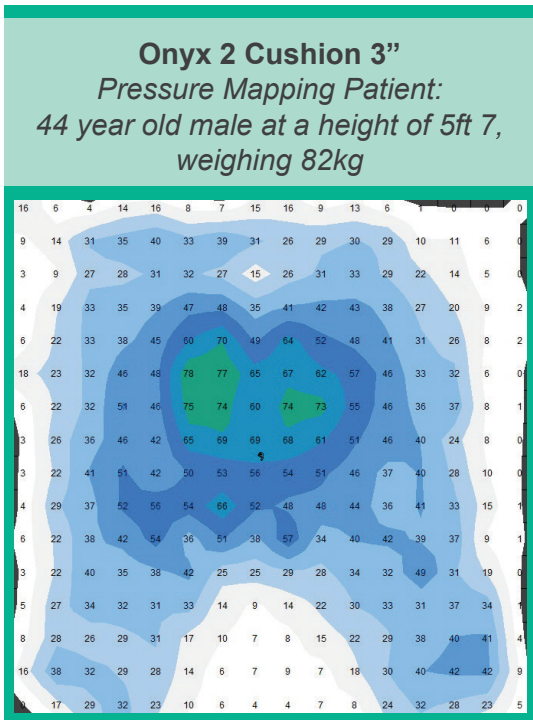 Onyx 2 Cushion 3”
Pressure Mapping Patient:
44 year old male at a height of 5ft 7,
weighing 82kg
16 6 4 14 16 8 7 15 16 9 13 6 1 0 0 0
9 14 31 35 40 33 39 31 26 29 30 29 10 11 6 0
3 9 27 28 31 32 27 15 26 31 33 29 22 14 5 0
4 19 33 35 39 47 48 35 41 42 43 38 27 20 9 2
6 22 33 38 45 60 70 49 64 52 48 41 31 26 8 2
18 23 32 46 48 78 77 65 67 62 57 46 33 32 6 0
6 22 32 51 46 75 74 60 74 73 55 46 36 37 8 1
3 26 36 46 42 65 69 69 68 61 51 46 40 24 8 0
3 22 41 51 42 50 53 56 54 51 46 37 40 28 10 0
4 29 37 52 56 54 66 52 48 48 44 36 41 33 15 1
6 22 38 42 54 36 51 38 57 34 40 42 39 37 9 1
3 22 40 35 38 42 25 25 29 28 34 32 49 31 19 0
5 27 34 32 31 33 14 9 14 22 30 33 31 37 34 1
8 28 26 29 31 17 10 7 8 15 22 29 38 40 41 4
16 38 32 29 28 14 6 7 9 7 18 30 40 42 42 9
0 17 29 32 23 10 6 4 4 7 8 24 32 28 23 5